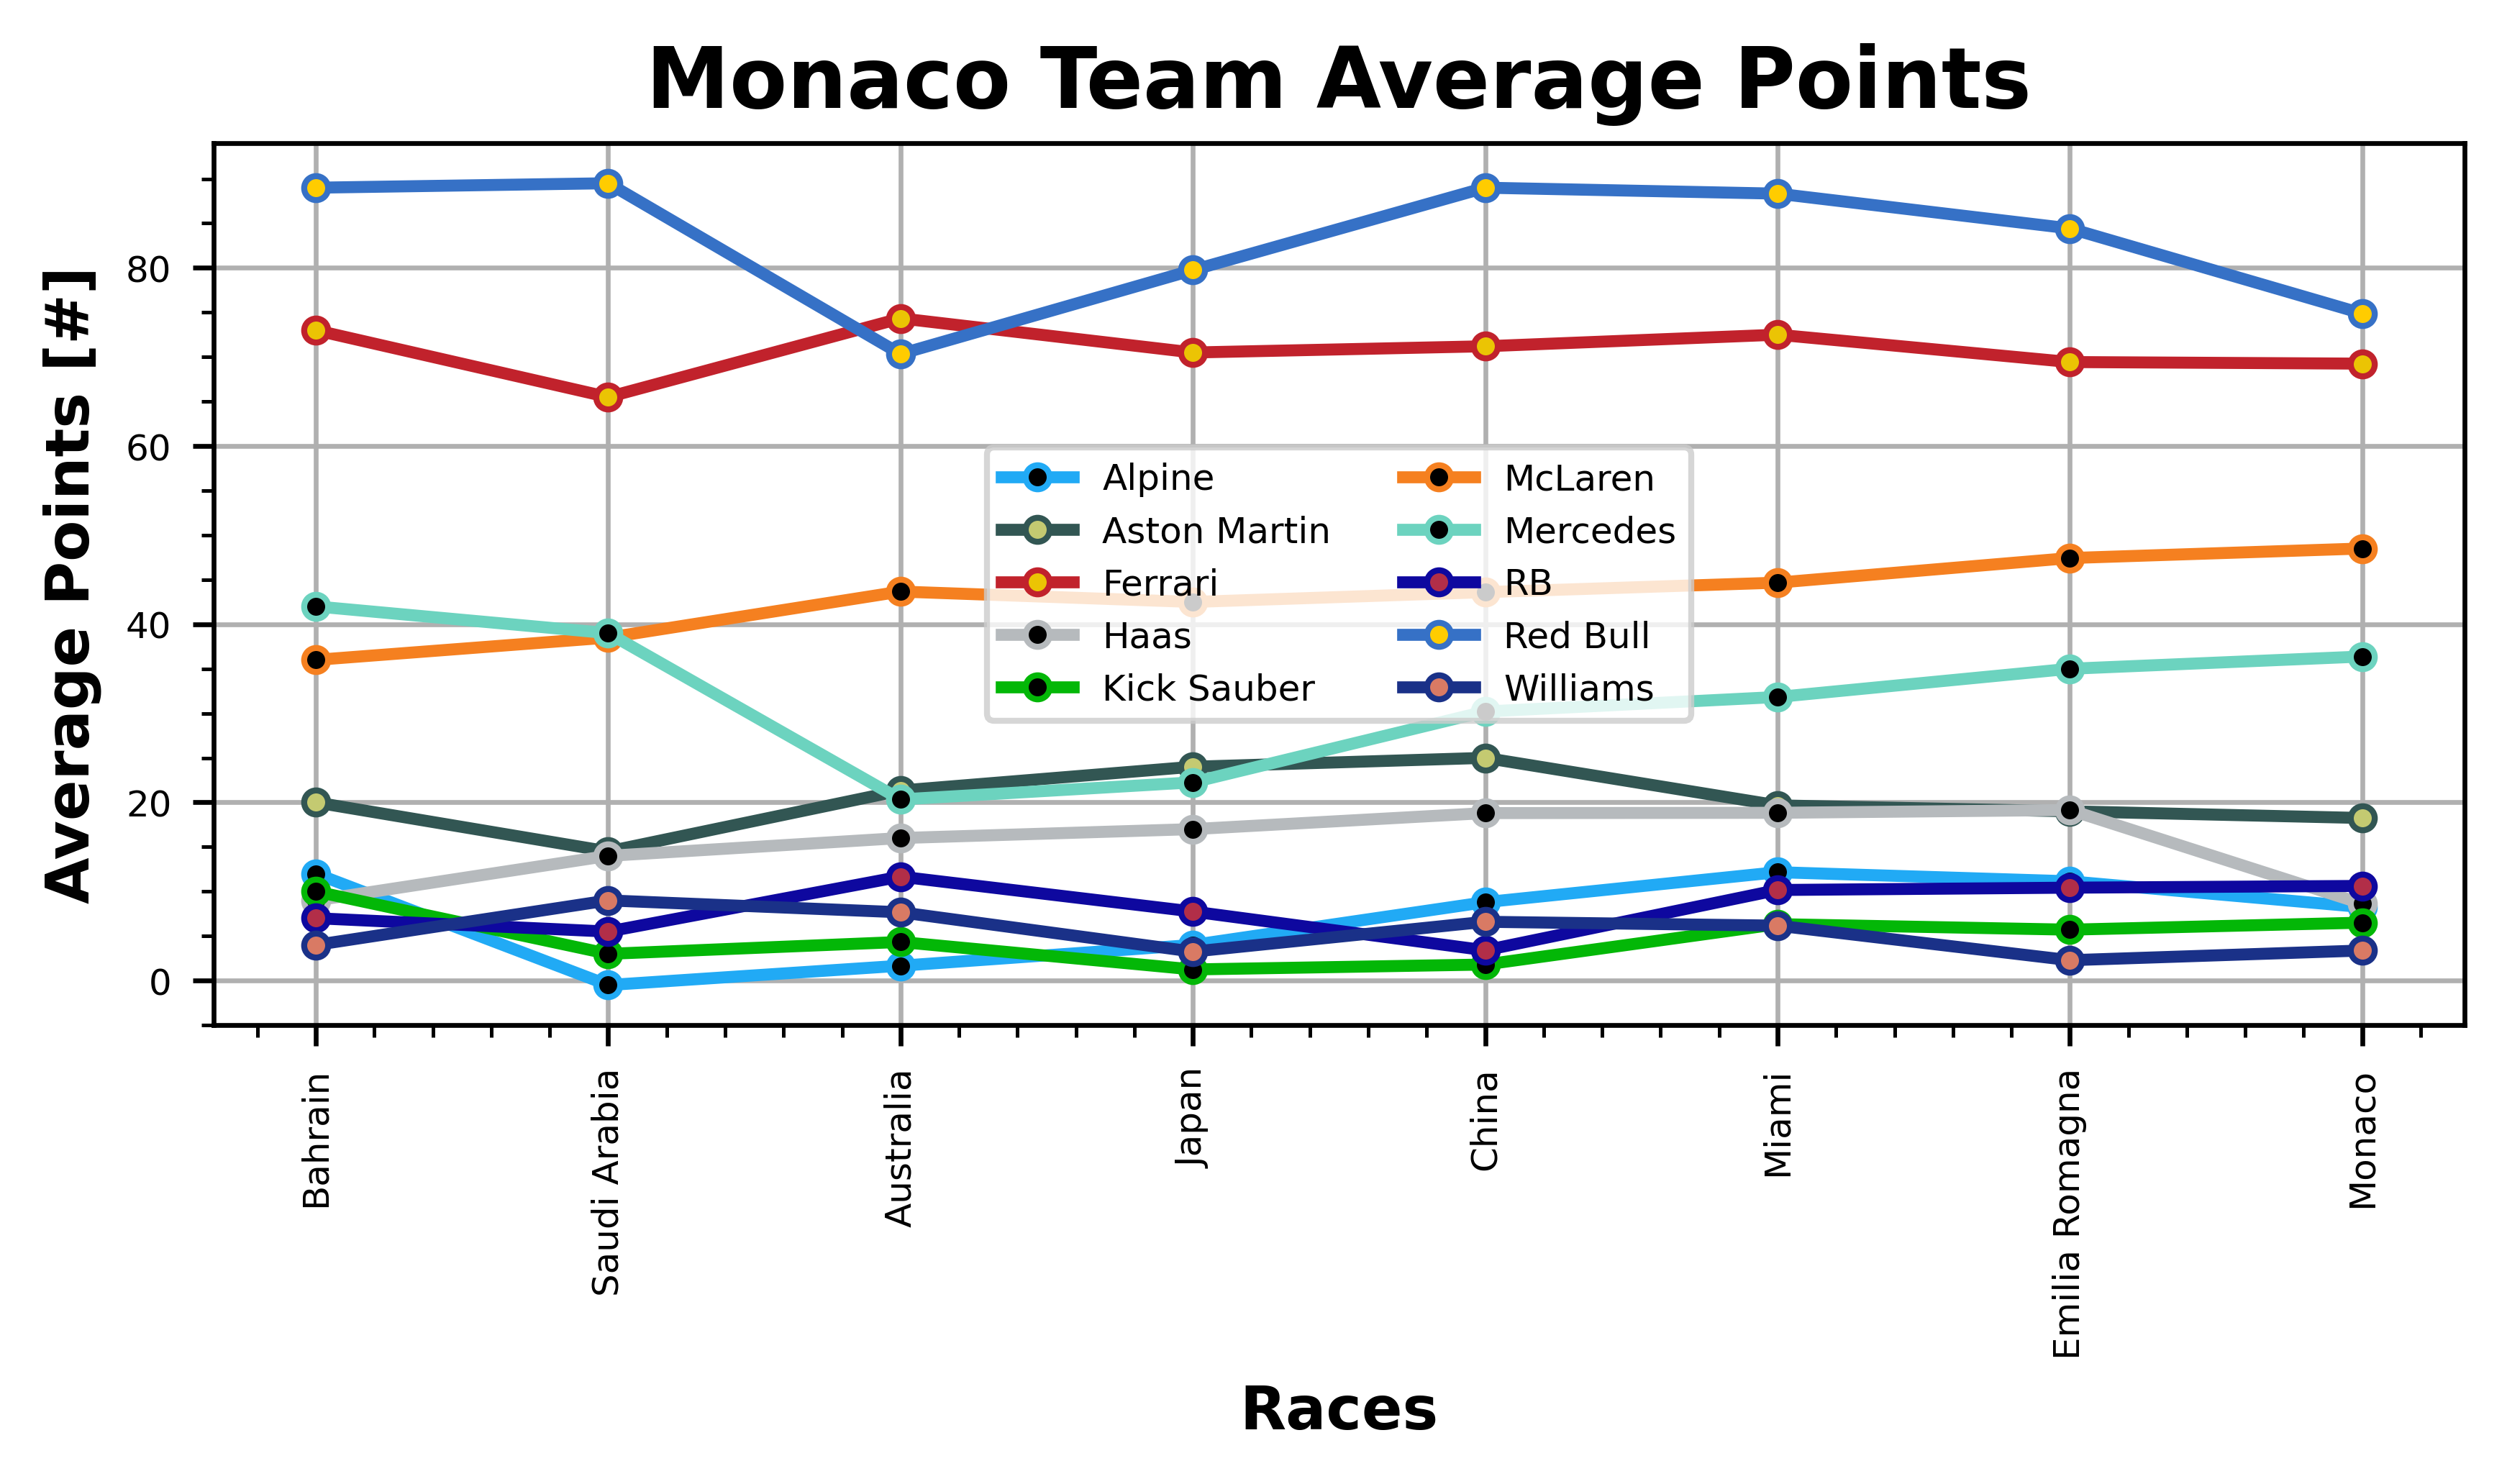 Monaco Team Average Points
Average Points [#]
80
60
40
20
0
Alpine
Aston Martin
Ferrari
Haas
Kick Sauber
McLaren
Mercedes
RB
Red Bull
Williams
Bahrain
Saudi Arabia
Australia
Japan
China
Miami
Emilia Romagna
Monaco
Races